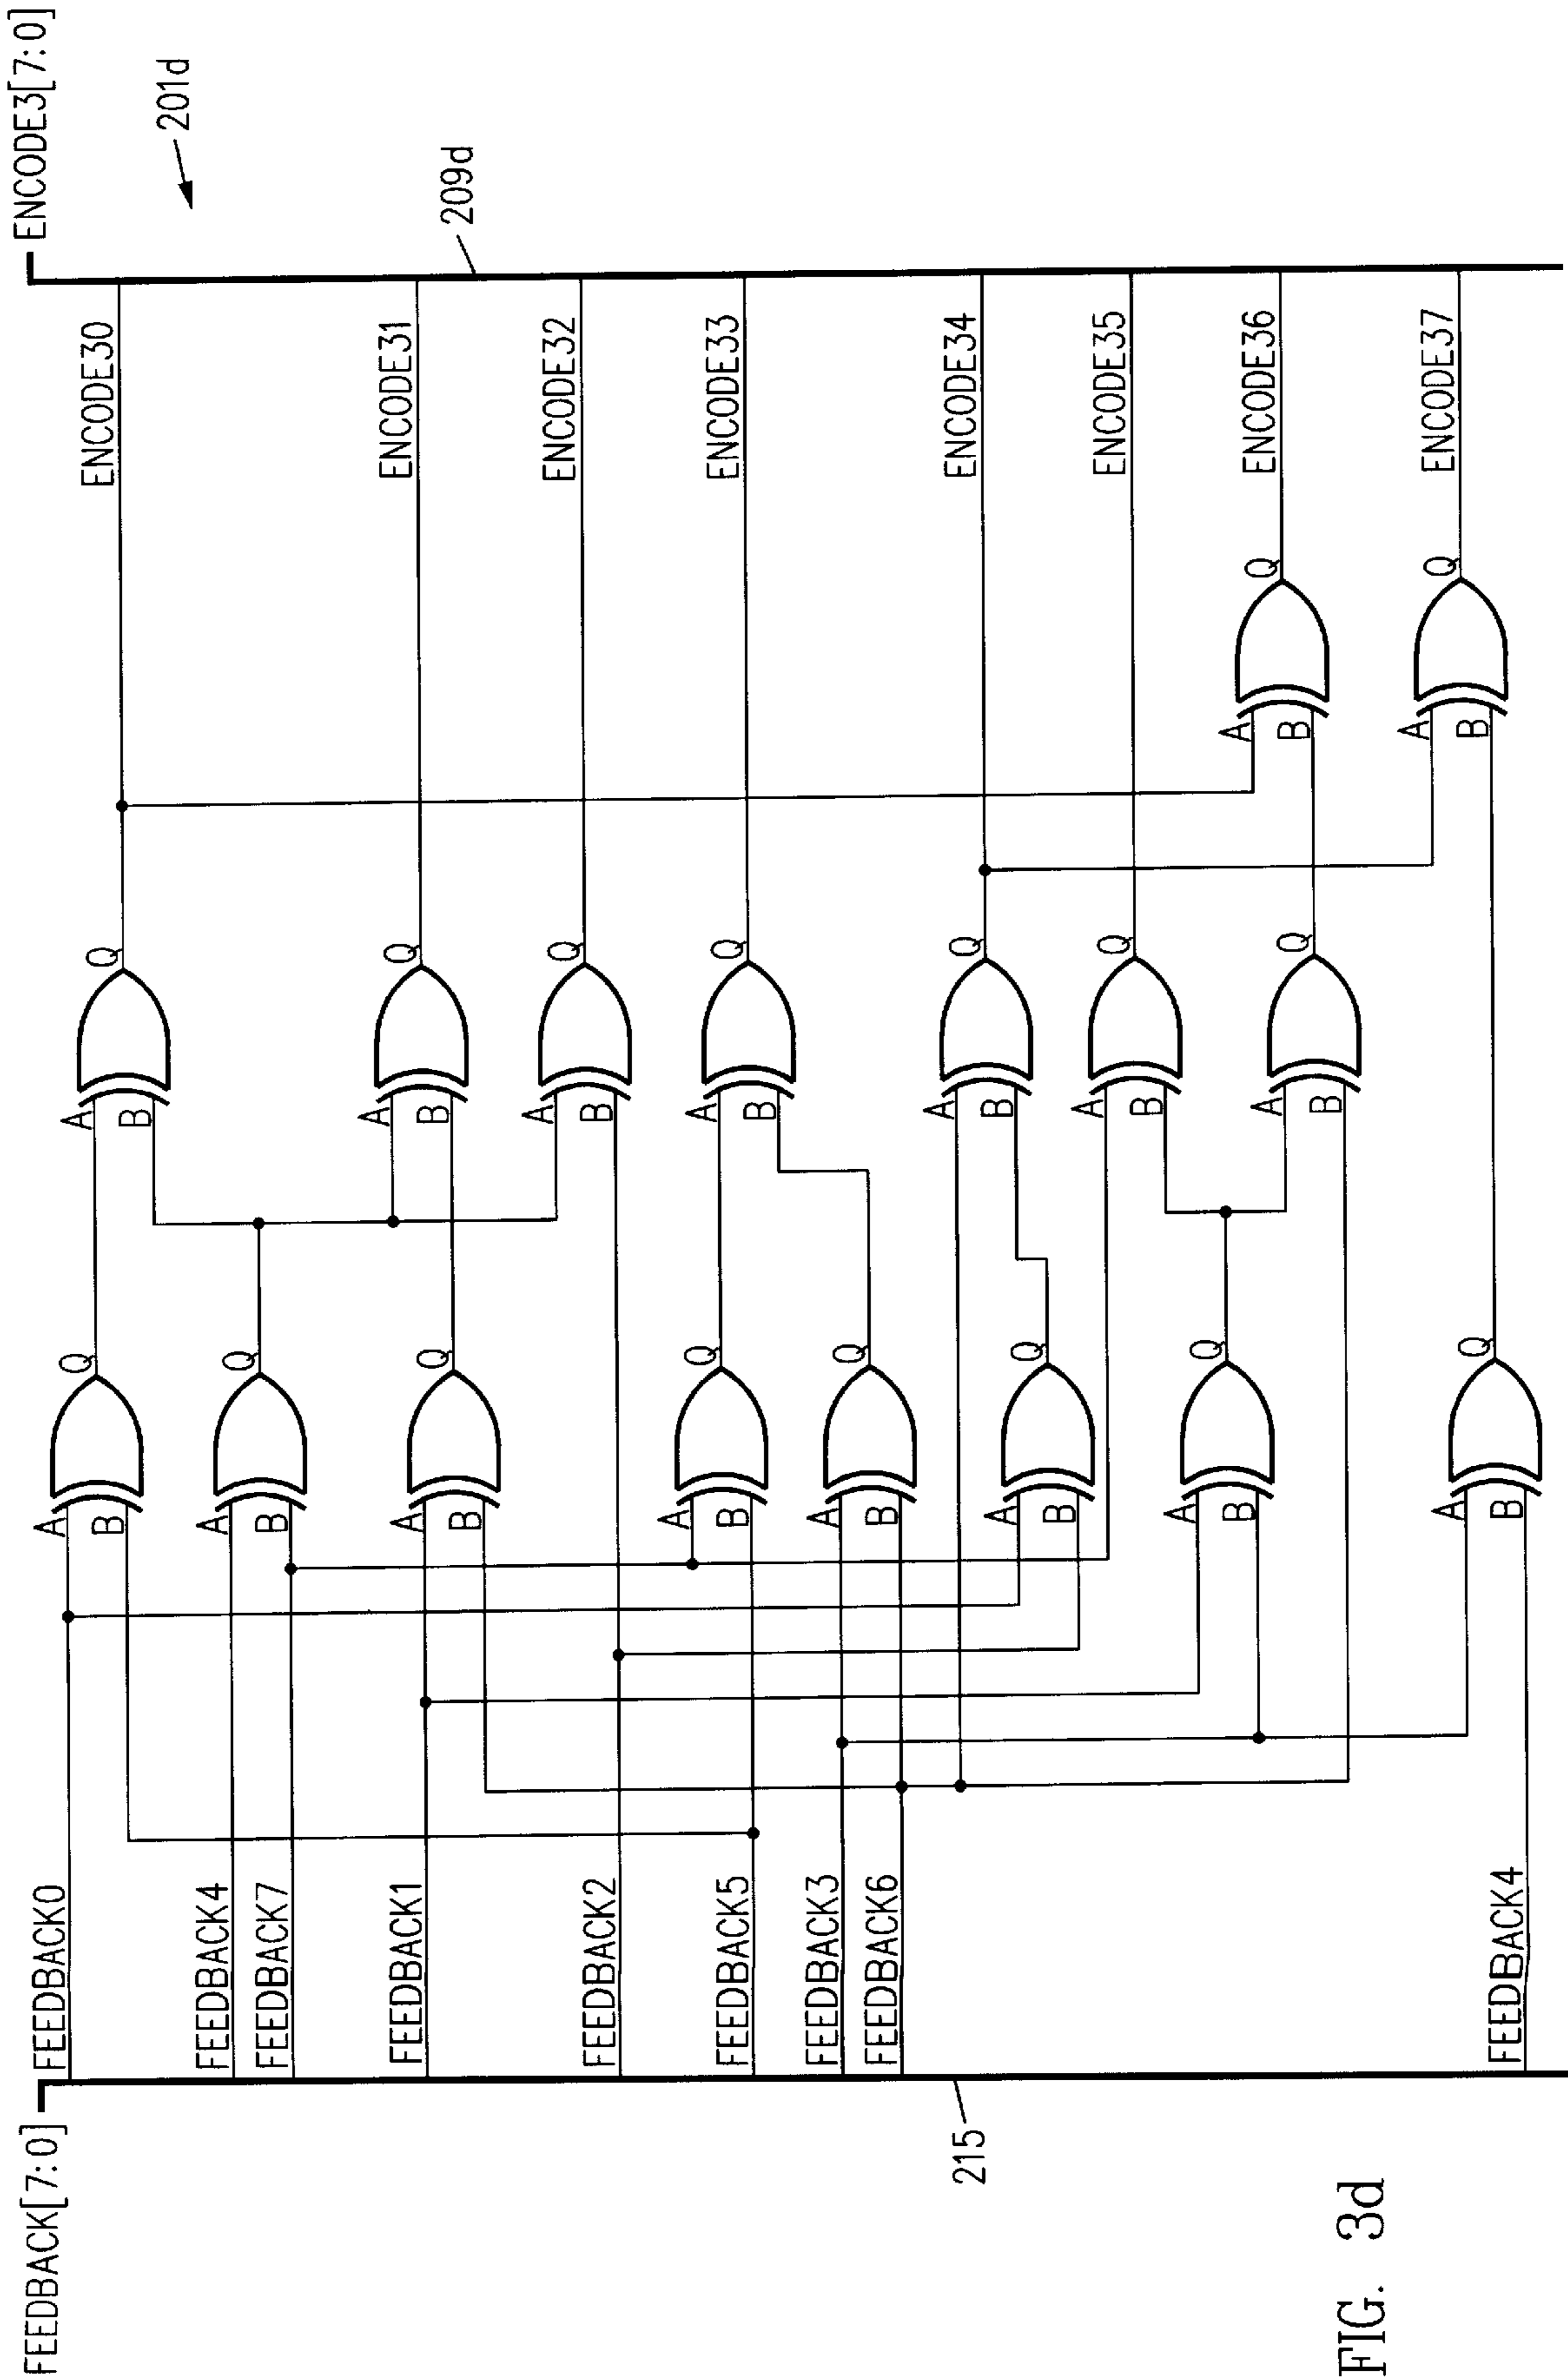 FEEDBACK[7:0]
ENCODE3[7:0]
201d
209d
215
FEEDBACK0
A
B
Q
A
B
Q
ENCODE30
FEEDBACK4
FEEDBACK7
A
B
Q
FEEDBACK1
A
B
Q
A
B
Q
ENCODE31
FEEDBACK2
A
B
Q
ENCODE32
FEEDBACK5
A
B
Q
A
B
Q
ENCODE33
FEEDBACK3
FEEDBACK6
A
B
Q
A
B
Q
A
B
Q
ENCODE34
A
B
Q
ENCODE35
A
B
Q
A
B
Q
A
B
Q
ENCODE36
FEEDBACK4
A
B
Q
A
B
Q
ENCODE37
FIG. 3d